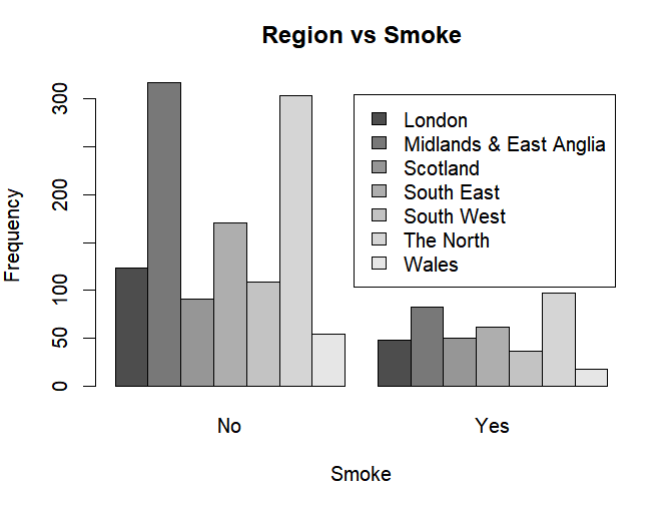 Region vs Smoke
Frequency
300
200
100
50
0
London
Midlands & East Anglia
Scotland
South East
South West
The North
Wales
No
Yes
Smoke